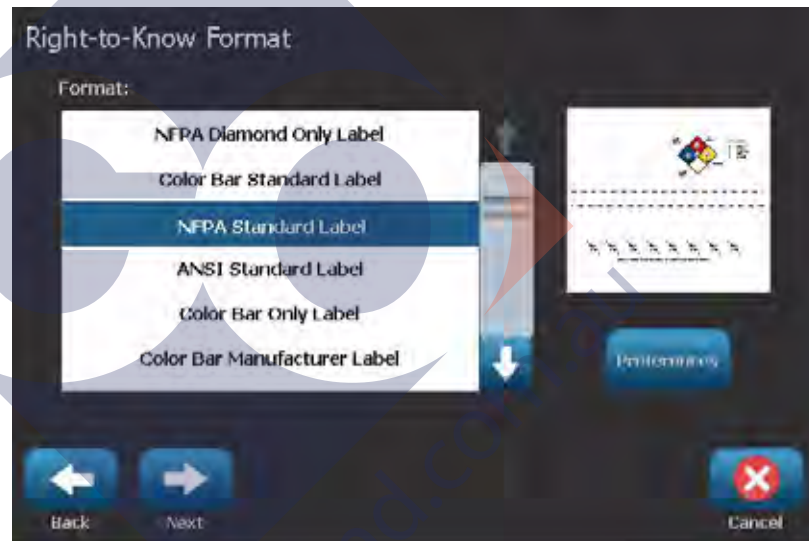 Right-to-Know Format
Format:
NFPA Diamond Only Label
Color Bar Standard Label
NFPA Standard Label
ANSI Standard Label
Color Bar Only Label
Color Bar Manufacturer Label
Preferences
Back
Next
Cancel